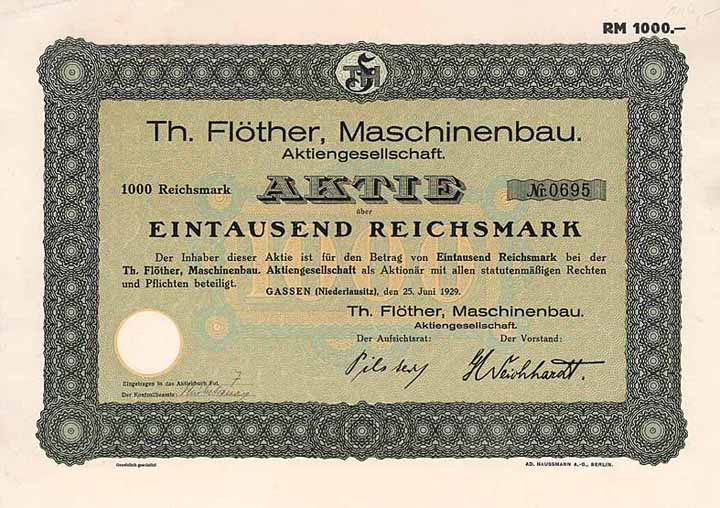 RM 1000.—
Th. Flöther, Maschinenbau.
Aktiengesellschaft.
1000 Reichsmark AKTIE Nr. 0695
über
EINTAUSEND REICHSMARK
Der Inhaber dieser Aktie ist für den Betrag von Eintausend Reichsmark bei der
Th. Flöther, Maschinenbau. Aktiengesellschaft als Aktionär mit allen statutenmäßigen Rechten
und Pflichten beteiligt.
GASSEN (Niederlausitz), den 25. Juni 1929.
Th. Flöther, Maschinenbau.
Aktiengesellschaft.
Der Aufsichtsrat: Der Vorstand:
Eingetragen in das Aktienbuch Fol. 7
Der Kontrollbeamte:
Gesetzlich geschützt
AD. HAUSSMANN A.-G., BERLIN.